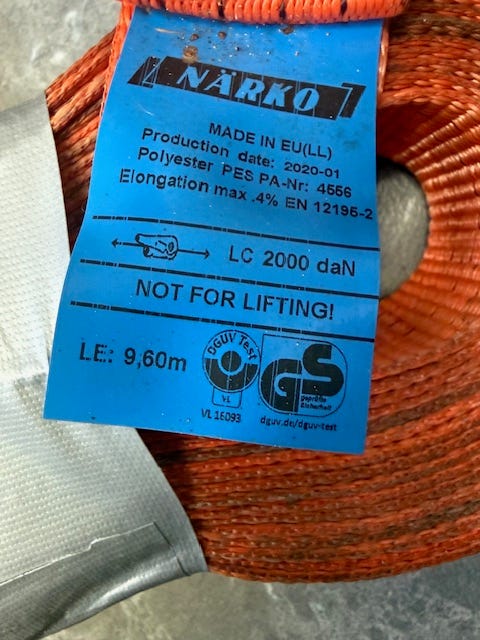 NÄRKO
MADE IN EU(LL)
Production date: 2020-01
Polyester PES PA-Nr: 4556
Elongation max .4% EN 12195-2
LC 2000 daN
NOT FOR LIFTING!
LE: 9,60m
DGUV Test
VL
VL 16093
GS
geprüfte
Sicherheit
dguv.de/dguv-test